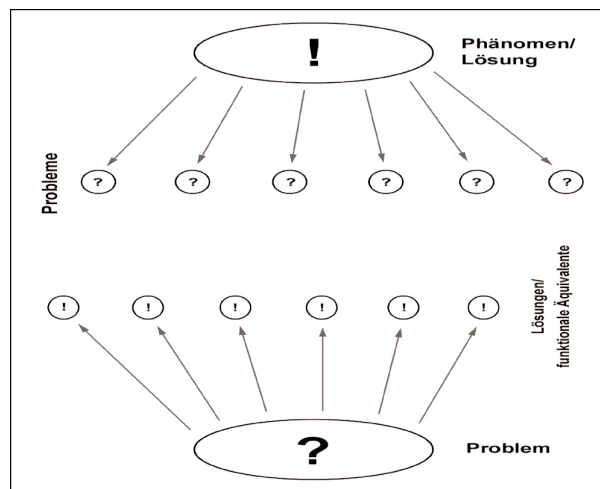 !
Phänomen/
Lösung
Probleme
? ? ? ? ? ?
! ! ! ! ! !
Lösungen/
funktionale Äquivalente
?
Problem